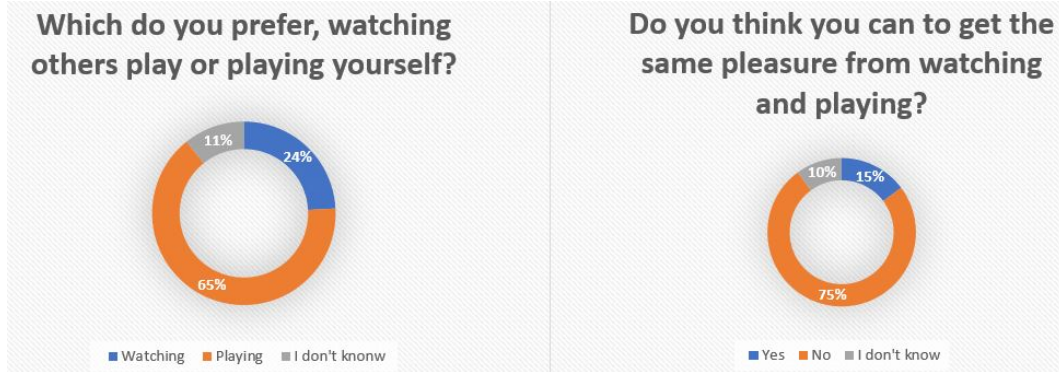 Which do you prefer, watching
others play or playing yourself?
11%
24%
65%
Watching Playing I don't knonw
Do you think you can to get the
same pleasure from watching
and playing?
10%
15%
75%
Yes No I don't know